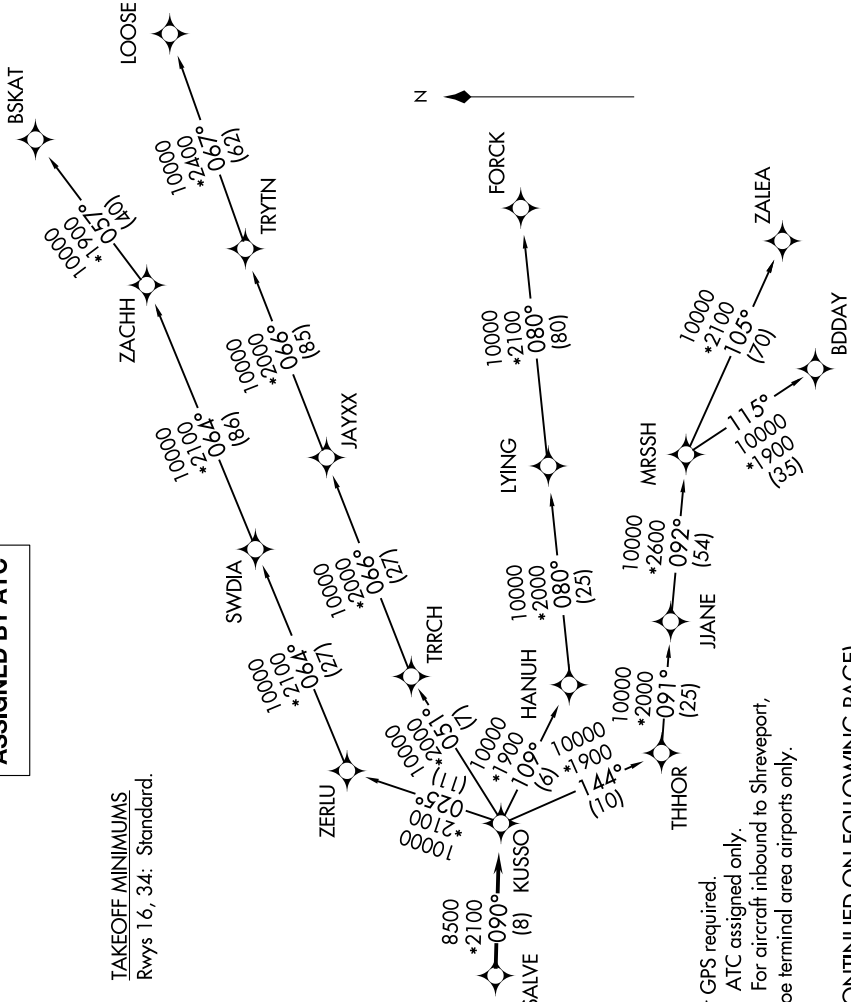 ASSIGNED BY ATC
TAKEOFF MINIMUMS
Rwys 16, 34: Standard.
BSKAT
LOOSE
10000
*1900
057°
(40)
10000
*2400
067°
(62)
ZACHH
TRYTN
N
10000
*2100
064°
(86)
10000
*2000
066°
(85)
SWDIA
JAYXX
10000
*2100
064°
(27)
10000
*2000
066°
(27)
ZERLU
TRRCH
10000
*2100
025°
(11)
10000
*2000
051°
(7)
FORCK
10000
*2100
080°
(80)
LYING
10000
*2000
080°
(25)
HANUH
10000
*1900
109°
(6)
KUSSO
8500
*2100
090°
(8)
SALVE
10000
*1900
144°
(10)
THHOR
10000
*2000
091°
(25)
JJANE
10000
*2600
092°
(54)
MRSSH
10000
*2100
105°
(70)
ZALEA
115°
10000
*1900
(35)
BDDAY
GPS required.
ATC assigned only.
For aircraft inbound to Shreveport,
terminal area airports only.
CONTINUED ON FOLLOWING PAGE)